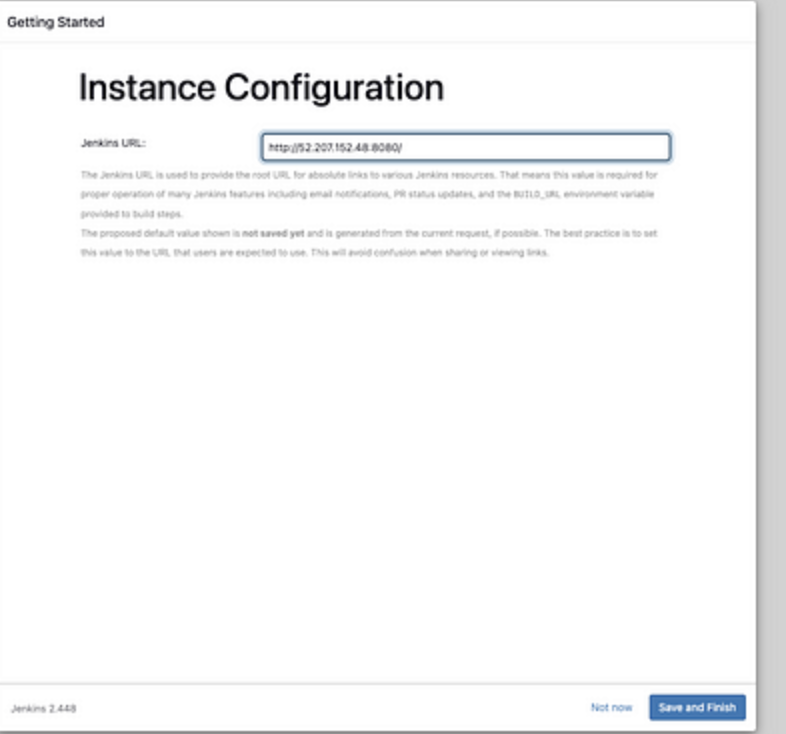 Getting Started
Instance Configuration
Jenkins URL: http://52.207.152.48:8080/
The Jenkins URL is used to provide the root URL for absolute links to various Jenkins resources. That means this value is required for
proper operation of many Jenkins features including email notifications, PR status updates, and the BUILD_URL environment variable
provided to build steps.
The proposed default value shown is not saved yet and is generated from the current request, if possible. The best practice is to set
this value to the URL that users are expected to use. This will avoid confusion when sharing or viewing links.
Jenkins 2.448
Not now
Save and Finish